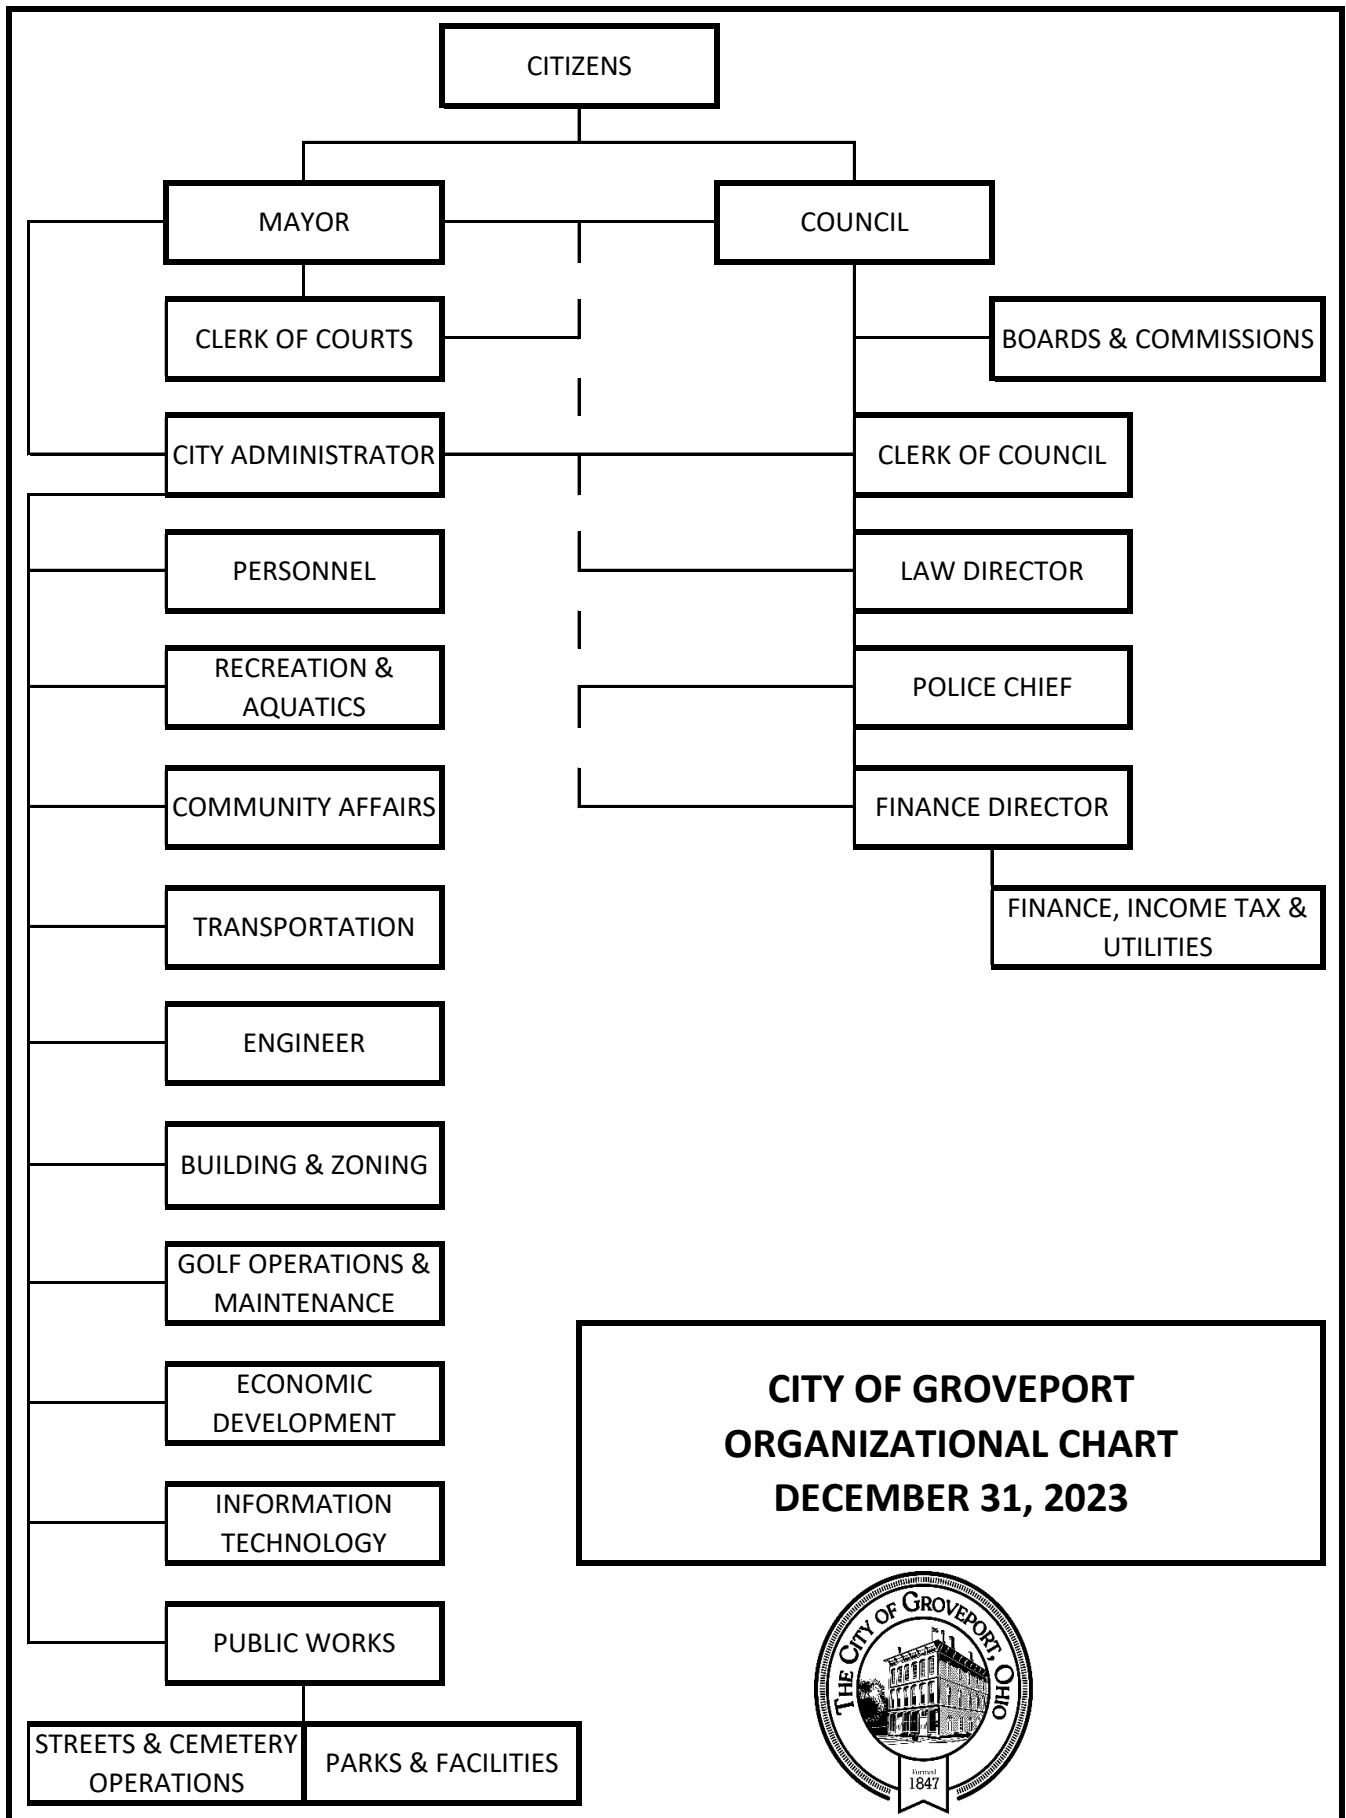 CITIZENS
MAYOR
COUNCIL
CLERK OF COURTS
BOARDS & COMMISSIONS
CITY ADMINISTRATOR
CLERK OF COUNCIL
PERSONNEL
LAW DIRECTOR
RECREATION &
AQUATICS
POLICE CHIEF
COMMUNITY AFFAIRS
FINANCE DIRECTOR
TRANSPORTATION
FINANCE, INCOME TAX &
UTILITIES
ENGINEER
BUILDING & ZONING
GOLF OPERATIONS &
MAINTENANCE
ECONOMIC
DEVELOPMENT
CITY OF GROVEPORT
ORGANIZATIONAL CHART
DECEMBER 31, 2023
INFORMATION
TECHNOLOGY
PUBLIC WORKS
THE CITY OF GROVEPORT, OHIO
Formed
1847
STREETS & CEMETERY
OPERATIONS
PARKS & FACILITIES